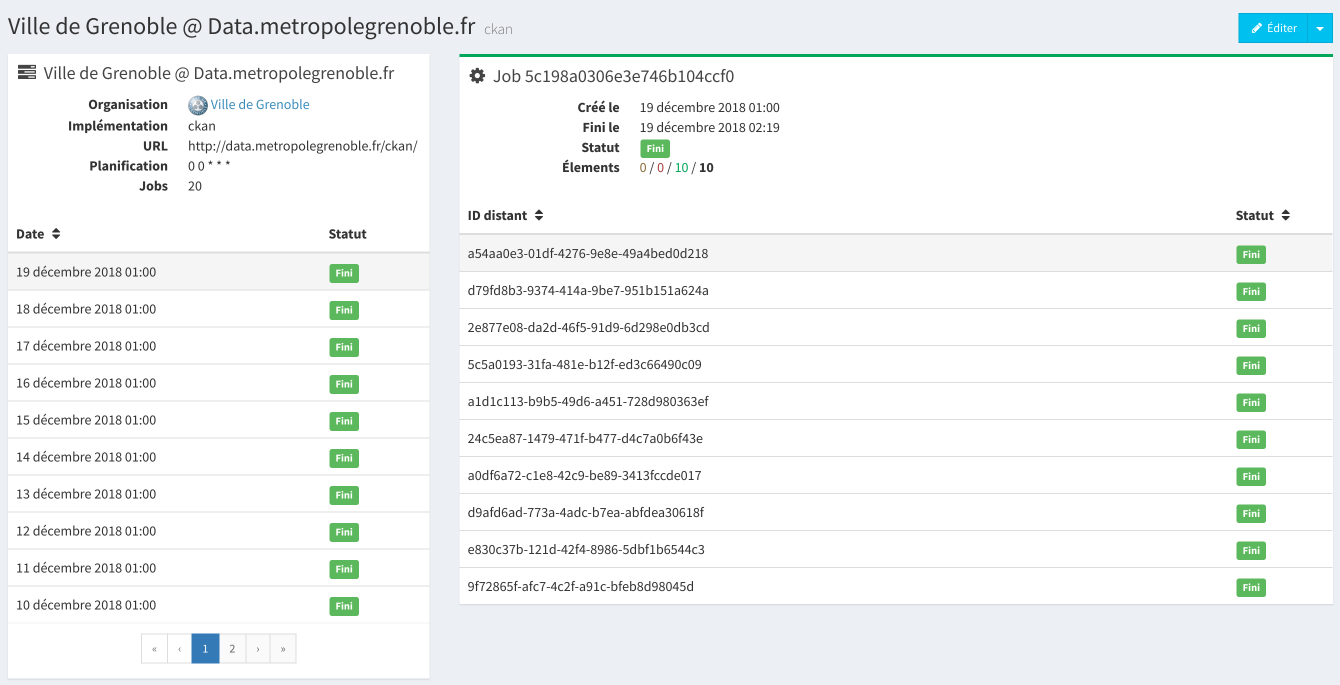 Ville de Grenoble @ Data.metropolegrenoble.fr ckan
Éditer
Ville de Grenoble @ Data.metropolegrenoble.fr
Organisation Ville de Grenoble
Implémentation ckan
URL http://data.metropolegrenoble.fr/ckan/
Planification 0 0 * * *
Jobs 20
Date Statut
19 décembre 2018 01:00 Fini
18 décembre 2018 01:00 Fini
17 décembre 2018 01:00 Fini
16 décembre 2018 01:00 Fini
15 décembre 2018 01:00 Fini
14 décembre 2018 01:00 Fini
13 décembre 2018 01:00 Fini
12 décembre 2018 01:00 Fini
11 décembre 2018 01:00 Fini
10 décembre 2018 01:00 Fini
« ‹ 1 2 › »
Job 5c198a0306e3e746b104ccf0
Créé le 19 décembre 2018 01:00
Fini le 19 décembre 2018 02:19
Statut Fini
Élements 0 / 0 / 10 / 10
ID distant Statut
a54aa0e3-01df-4276-9e8e-49a4bed0d218 Fini
d79fd8b3-9374-414a-9be7-951b151a624a Fini
2e877e08-da2d-46f5-91d9-6d298e0db3cd Fini
5c5a0193-31fa-481e-b12f-ed3c66490c09 Fini
a1d1c113-b9b5-49d6-a451-728d980363ef Fini
24c5ea87-1479-471f-b477-d4c7a0b6f43e Fini
a0df6a72-c1e8-42c9-be89-3413fccde017 Fini
d9afd6ad-773a-4adc-b7ea-abfdea30618f Fini
e830c37b-121d-42f4-8986-5dbf1b6544c3 Fini
9f72865f-afc7-4c2f-a91c-bfeb8d98045d Fini